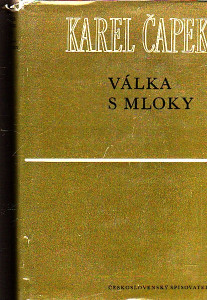 KAREL ČAPEK
VÁLKA
S MLOKY
ČESKOSLOVENSKÝ SPISOVATEL